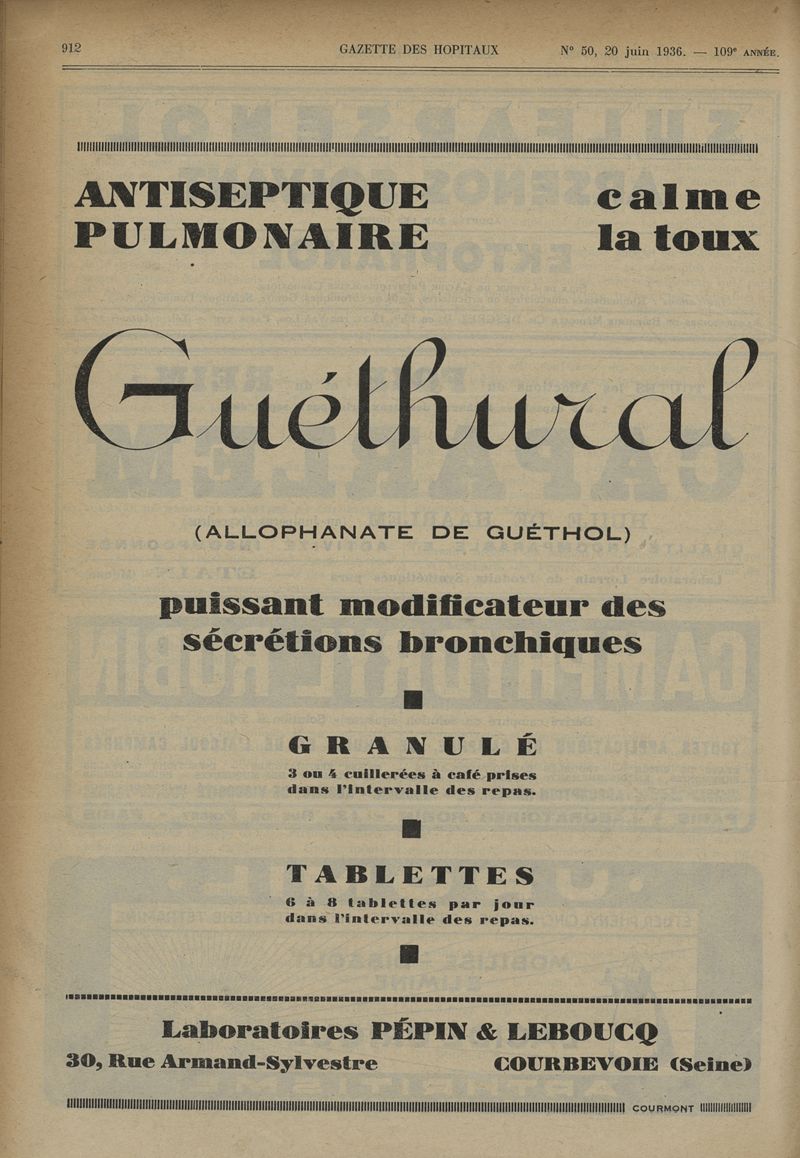 912 GAZETTE DES HOPITAUX N° 50, 20 juin 1936. — 109e ANNÉE.
ANTISEPTIQUE calme
PULMONAIRE la toux
Guéthural
(ALLOPHANATE DE GUÉTHOL)
puissant modificateur des
sécrétions bronchiques
GRANULÉ
3 ou 4 cuillerées à café prises
dans l'intervalle des repas.
TABLETTES
6 à 8 tablettes par jour
dans l'intervalle des repas.
Laboratoires PÉPIN & LEBOUCQ
30, Rue Armand-Sylvestre COURBEVOIE (Seine)
COURMONT